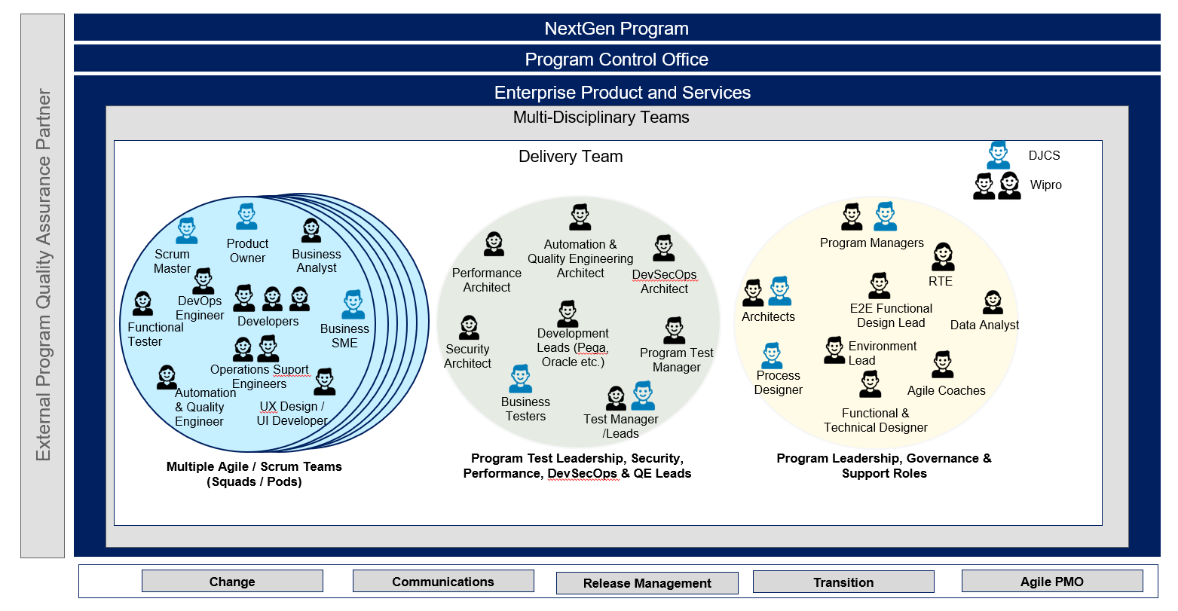 External Program Quality Assurance Partner
NextGen Program
Program Control Office
Enterprise Product and Services
Multi-Disciplinary Teams
Delivery Team
DJCS
Wipro
Scrum
Master
Product
Owner
Business
Analyst
DevOps
Engineer
Functional
Tester
Developers
Business
SME
Operations Suport
Engineers
Automation
& Quality
Engineer
UX Design /
UI Developer
Multiple Agile / Scrum Teams
(Squads / Pods)
Performance
Architect
Automation &
Quality Engineering
Architect
DevSecOps
Architect
Security
Architect
Development
Leads (Pega,
Oracle etc.)
Program Test
Manager
Business
Testers
Test Manager
/Leads
Program Test Leadership, Security,
Performance, DevSecOps & QE Leads
Program Managers
RTE
Architects
E2E Functional
Design Lead
Data Analyst
Environment
Lead
Process
Designer
Agile Coaches
Functional &
Technical Designer
Program Leadership, Governance &
Support Roles
Change
Communications
Release Management
Transition
Agile PMO